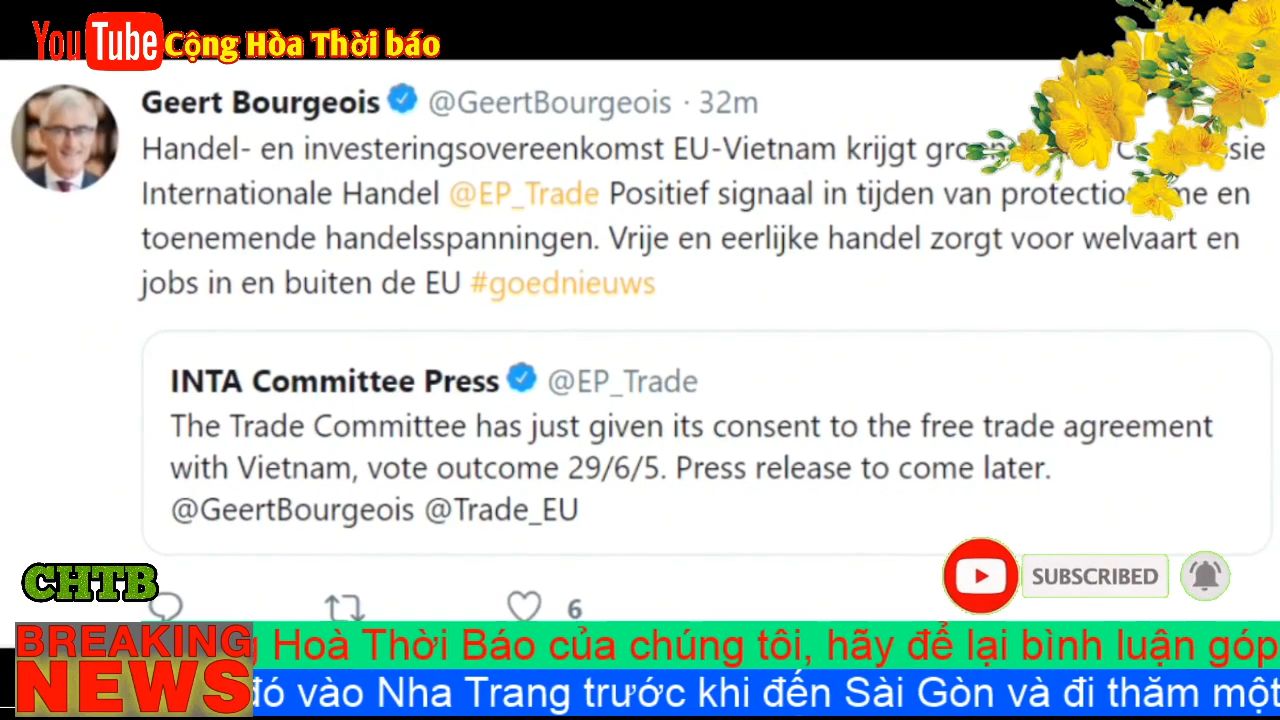 YouTube Cộng Hòa Thời báo
Geert Bourgeois @GeertBourgeois · 32m
Handel- en investeringsovereenkomst EU-Vietnam krijgt
Internationale Handel @EP_Trade Positief signaal in tijden van en
toenemende handelsspanningen. Vrije en eerlijke handel zorgt voor welvaart en
jobs in en buiten de EU #goednieuws
INTA Committee Press @EP_Trade
The Trade Committee has just given its consent to the free trade agreement
with Vietnam, vote outcome 29/6/5. Press release to come later.
@GeertBourgeois @Trade_EU
SUBSCRIBED
CHTB
6
BREAKING
NEWS
Hoà Thời Báo của chúng tôi, hãy để lại bình luận góp
đó vào Nha Trang trước khi đến Sài Gòn và đi thăm một